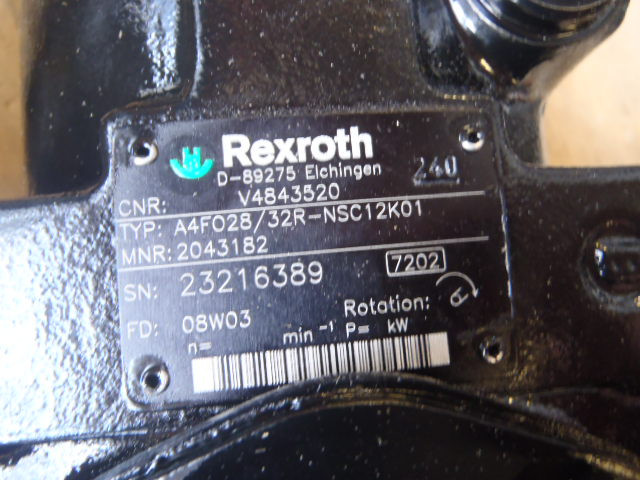 Rexroth
D-89275 Elchingen 240
CNR: V4843520
TYP: A4FO28/32R-NSC12K01
MNR: 2043182
SN: 23216389 7202
FD: 08W03 Rotation:
n= min⁻¹ P= kW